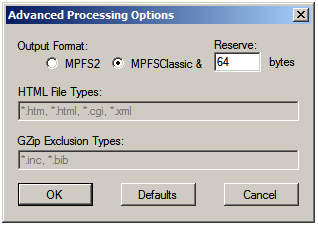 Advanced Processing Options
Output Format:
Reserve:
MPFS2
MPFSClassic &
64
bytes
HTML File Types:
*.htm, *.html, *.cgi, *.xml
GZip Exclusion Types:
*.inc, *.bib
OK
Defaults
Cancel